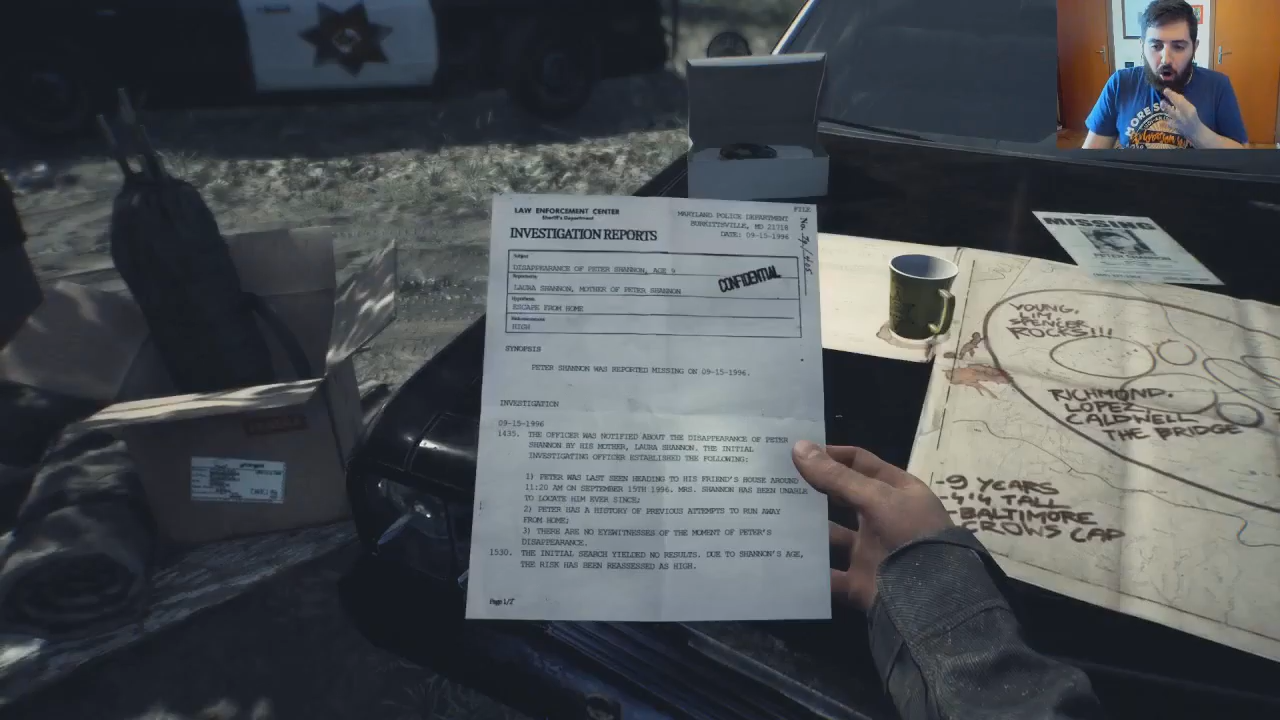 LAW ENFORCEMENT CENTER
Sheriff's Department
INVESTIGATION REPORTS
MARYLAND POLICE DEPARTMENT
BURKITTSVILLE, MD 21718
DATE: 09-15-1996
FILE
No.
Subject
DISAPPEARANCE OF PETER SHANNON, AGE 9
LAURA SHANNON, MOTHER OF PETER SHANNON
Hypothesis
ESCAPE FROM HOME
HIGH
CONFIDENTIAL
SYNOPSIS
PETER SHANNON WAS REPORTED MISSING ON 09-15-1996.
INVESTIGATION
09-15-1996
1435. THE OFFICER WAS NOTIFIED ABOUT THE DISAPPEARANCE OF PETER
SHANNON BY HIS MOTHER, LAURA SHANNON. THE INITIAL
INVESTIGATING OFFICER ESTABLISHED THE FOLLOWING:
1) PETER WAS LAST SEEN HEADING TO HIS FRIEND'S HOUSE AROUND
11:20 AM ON SEPTEMBER 15TH 1996. MRS. SHANNON HAS BEEN UNABLE
TO LOCATE HIM EVER SINCE;
2) PETER HAS A HISTORY OF PREVIOUS ATTEMPTS TO RUN AWAY
FROM HOME;
3) THERE ARE NO EYEWITNESSES OF THE MOMENT OF PETER'S
DISAPPEARANCE.
1530. THE INITIAL SEARCH YIELDED NO RESULTS. DUE TO SHANNON'S AGE,
THE RISK HAS BEEN REASSESSED AS HIGH.
Page 1/2
MISSING
PETER SHANNON
YOUNG,
LIM,
SPENCER
ROCKS!!!
RICHMOND,
LOPEZ,
CALDWELL
THE BRIDGE
-9 YEARS
-4'4 TALL
-BALTIMORE
CROWS CAP
MORE